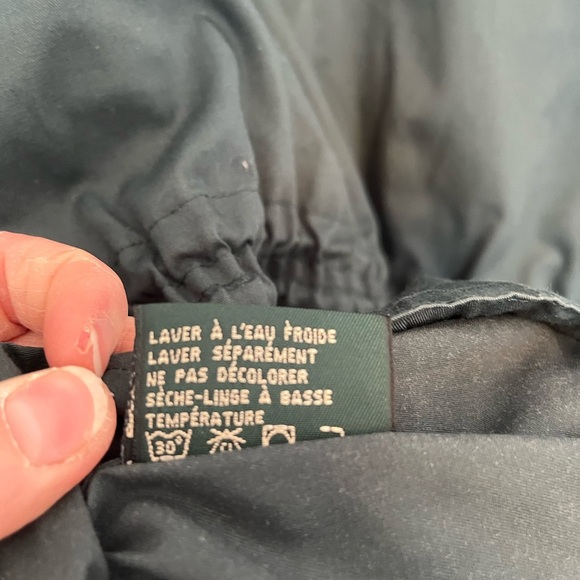 LAVER À L'EAU FROIDE
LAVER SÉPARÉMENT
NE PAS DÉCOLORER
SÈCHE-LINGE À BASSE
TEMPÉRATURE
30°